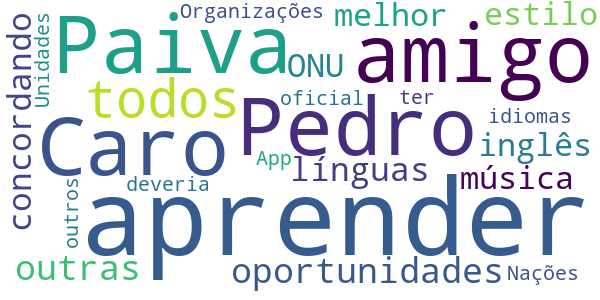 Organizações
Paiva
melhor
estilo
Unidades
concordando
ONU
amigo
todos
oficial
ter
Pedro
idiomas
Caro
inglês
App
línguas
música
deveria
outros
aprender
outras
oportunidades
Nações